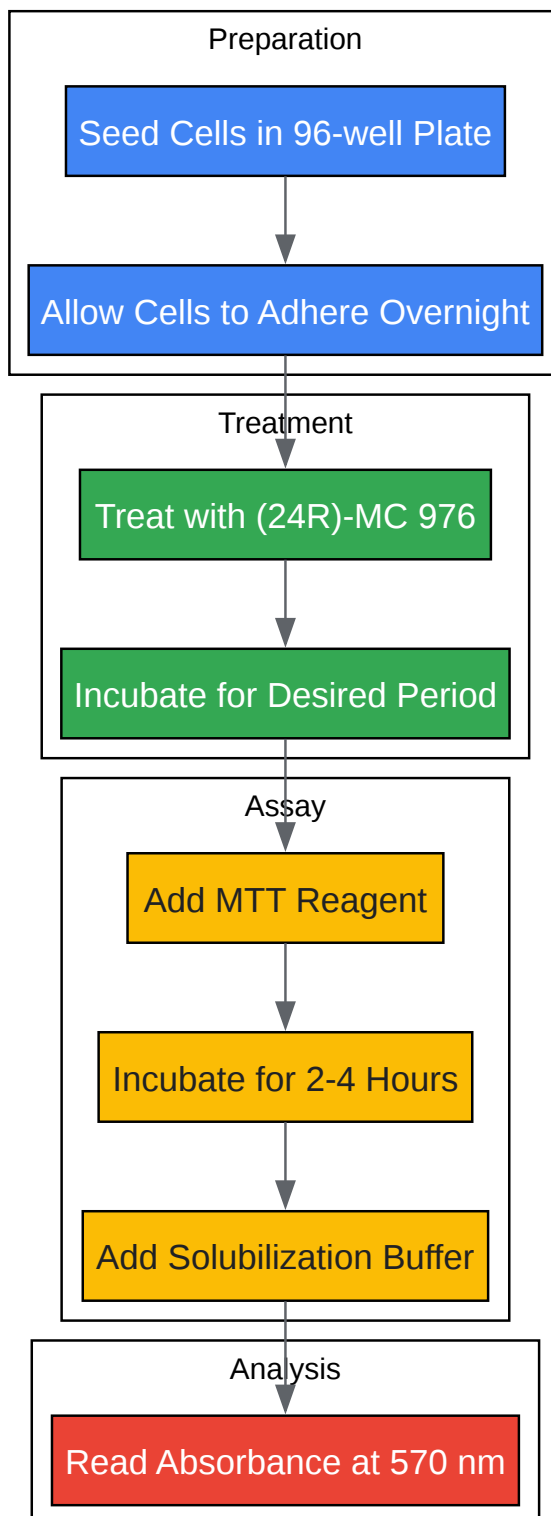 Preparation
Seed Cells in 96-well Plate
Allow Cells to Adhere Overnight
Treatment
Treat with (24R)-MC 976
Incubate for Desired Period
Assay
Add MTT Reagent
Incubate for 2-4 Hours
Add Solubilization Buffer
Analysis
Read Absorbance at 570 nm